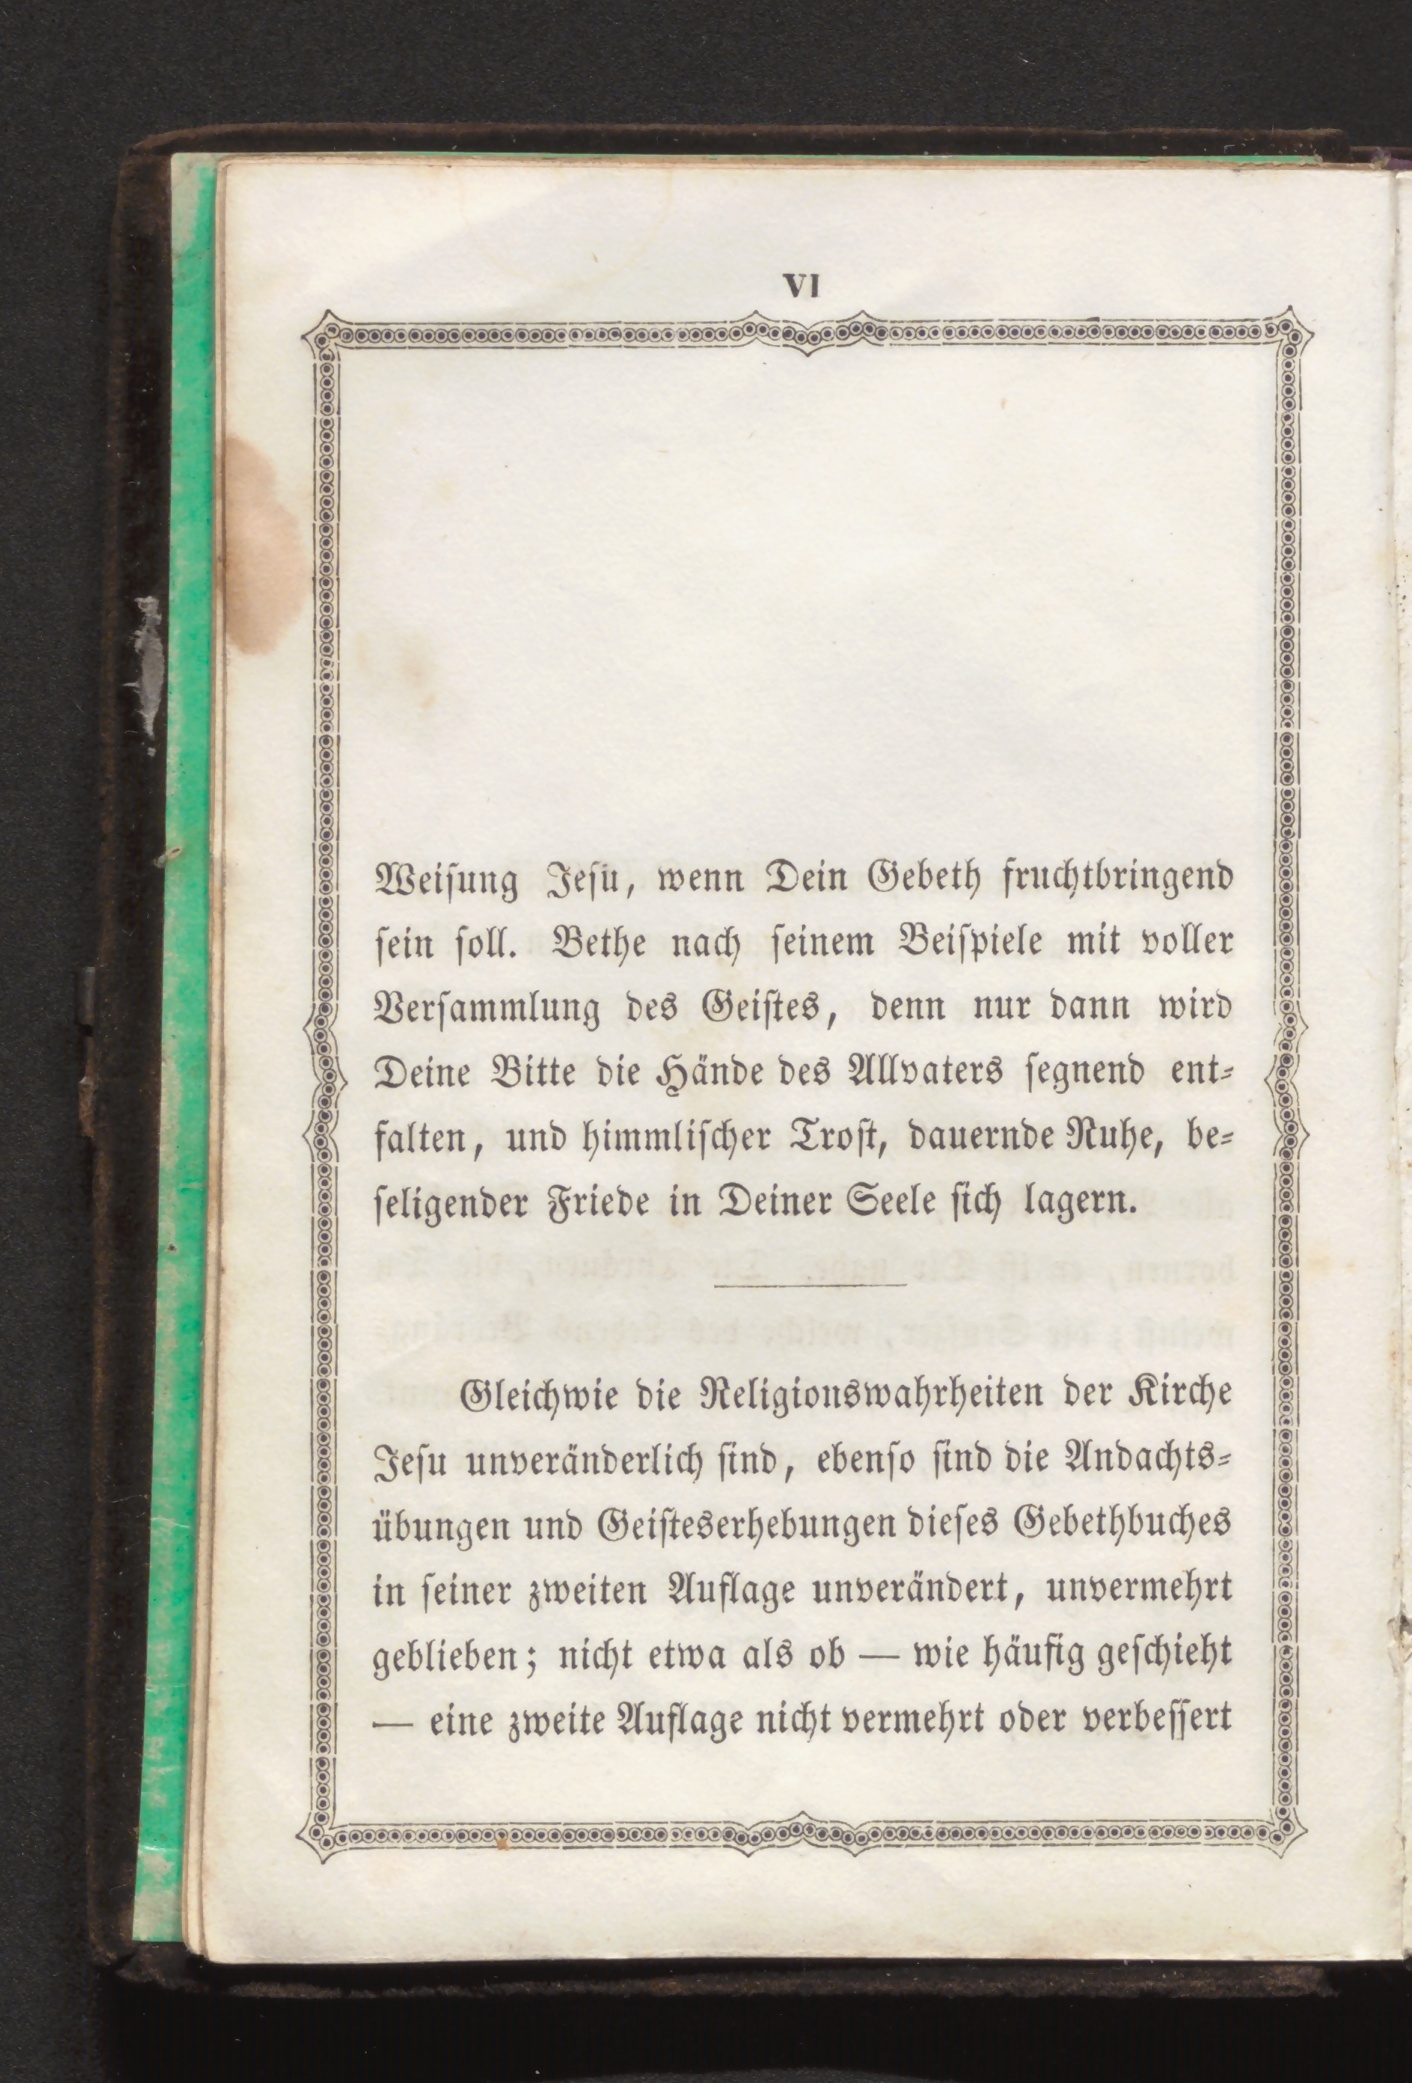 VI
Weiſung Jeſu, wenn Dein Gebeth fruchtbringend
ſein ſoll. Bethe nach ſeinem Beiſpiele mit voller
Verſammlung des Geiſtes, denn nur dann wird
Deine Bitte die Hände des Allvaters ſegnend ent-
falten, und himmliſcher Troſt, dauernde Ruhe, be-
ſeligender Friede in Deiner Seele ſich lagern.
Gleichwie die Religionswahrheiten der Kirche
Jeſu unveränderlich ſind, ebenſo ſind die Andachts-
übungen und Geiſteserhebungen dieſes Gebethbuches
in ſeiner zweiten Auflage unverändert, unvermehrt
geblieben; nicht etwa als ob — wie häufig geſchieht
— eine zweite Auflage nicht vermehrt oder verbeſſert